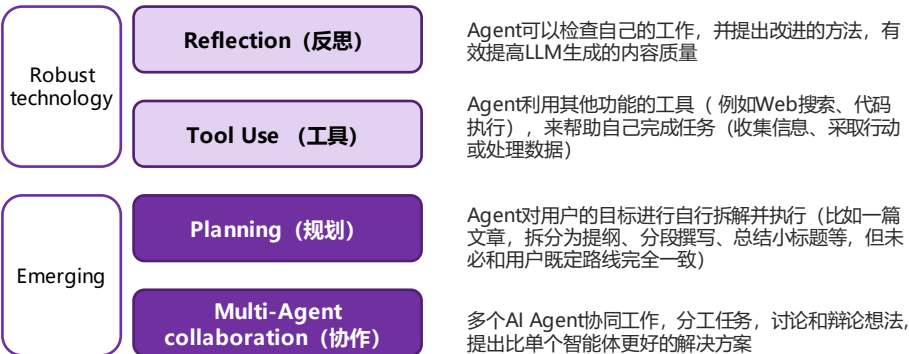 Robust
technology
Reflection（反思）
Agent可以检查自己的工作，并提出改进的方法，有
效提高LLM生成的内容质量
Tool Use （工具）
Agent利用其他功能的工具（ 例如Web搜索、代码
执行），来帮助自己完成任务（收集信息、采取行动
或处理数据）
Emerging
Planning（规划）
Agent对用户的目标进行自行拆解并执行（比如一篇
文章，拆分为提纲、分段撰写、总结小标题等，但未
必和用户既定路线完全一致）
Multi-Agent
collaboration（协作）
多个AI Agent协同工作，分工任务，讨论和辩论想法,
提出比单个智能体更好的解决方案